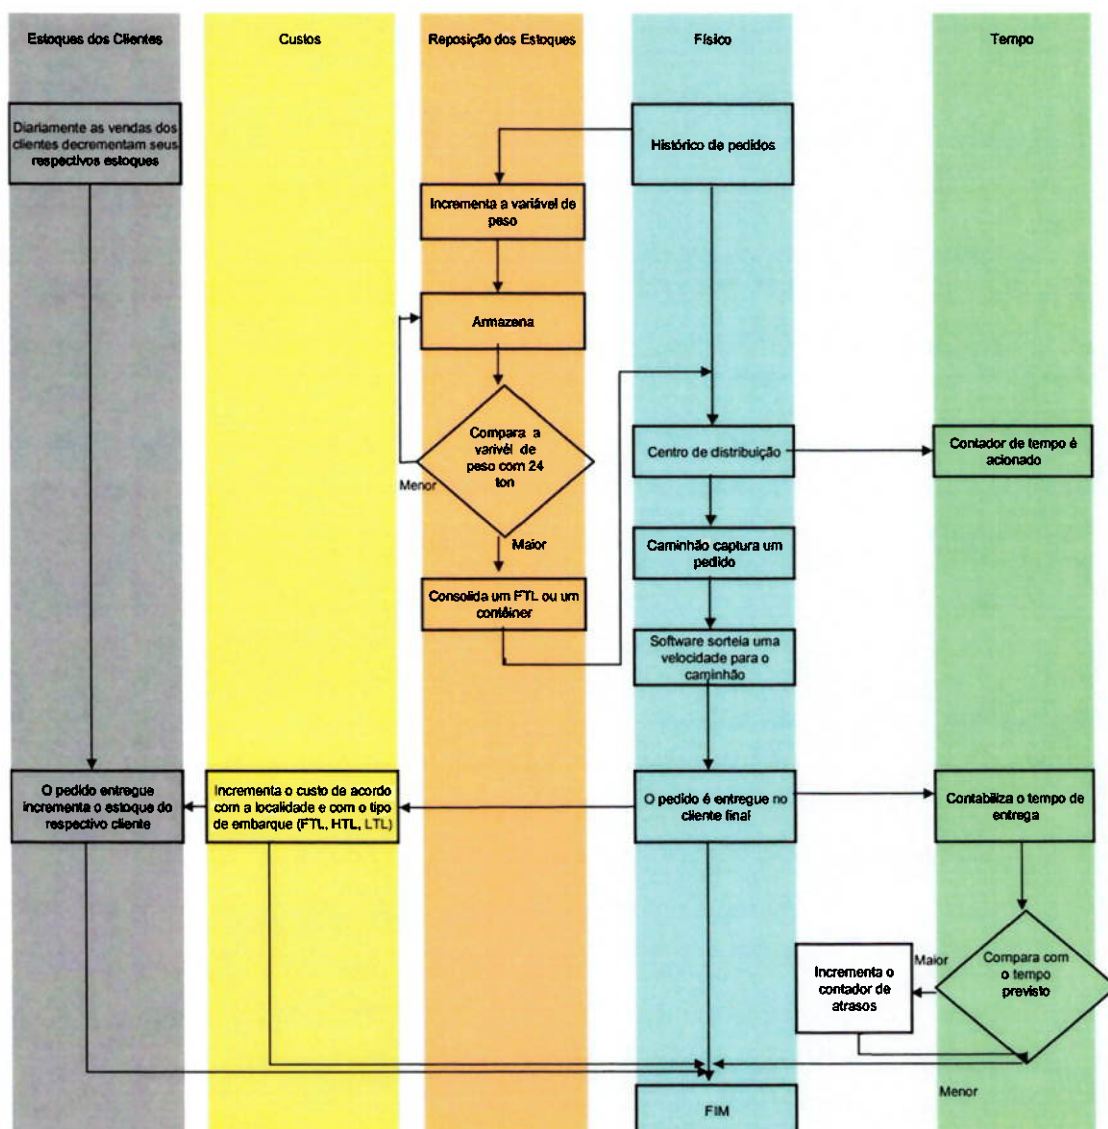 Estoques dos Clientes
Custos
Reposição dos Estoques
Físico
Tempo
Diariamente as vendas dos
clientes decrementam seus
respectivos estoques
Histórico de pedidos
Incrementa a variável de
peso
Armazena
Compara a
varivél de
peso com 24
ton
Menor
Maior
Centro de distribuição
Contador de tempo é
acionado
Caminhão captura um
pedido
Consolida um FTL ou um
contêiner
Software sorteia uma
velocidade para o
caminhão
O pedido entregue
incrementa o estoque do
respectivo cliente
Incrementa o custo de acordo
com a localidade e com o tipo
de embarque (FTL, HTL, LTL)
O pedido é entregue no
cliente final
Contabiliza o tempo de
entrega
Compara com
o tempo
previsto
Maior
Incrementa o
contador de
atrasos
Menor
FIM